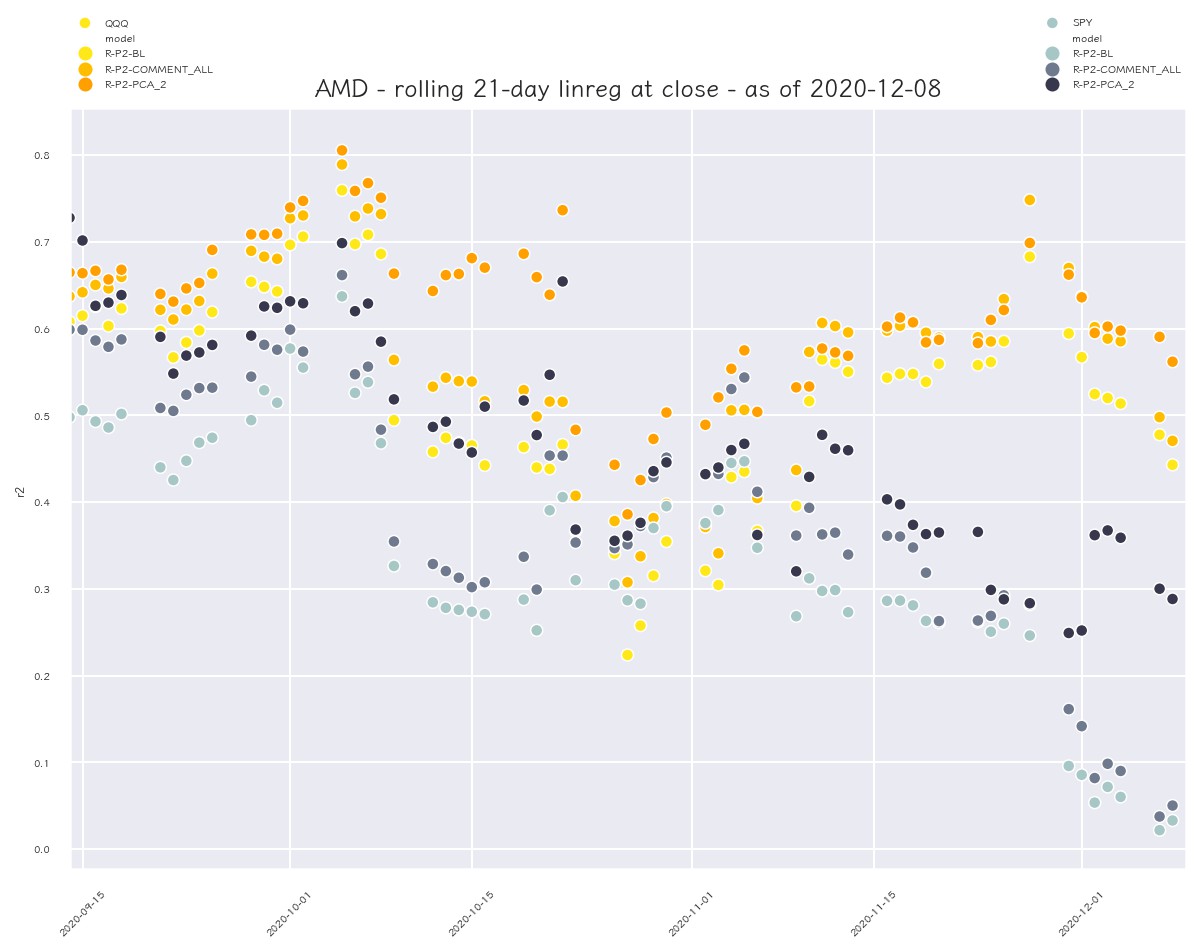 QQQ
model
R-P2-BL
R-P2-COMMENT_ALL
R-P2-PCA_2
SPY
model
R-P2-BL
R-P2-COMMENT_ALL
R-P2-PCA_2
AMD - rolling 21-day linreg at close - as of 2020-12-08
r2
0.8
0.7
0.6
0.5
0.4
0.3
0.2
0.1
0.0
2020-09-15
2020-10-01
2020-10-15
2020-11-01
2020-11-15
2020-12-01